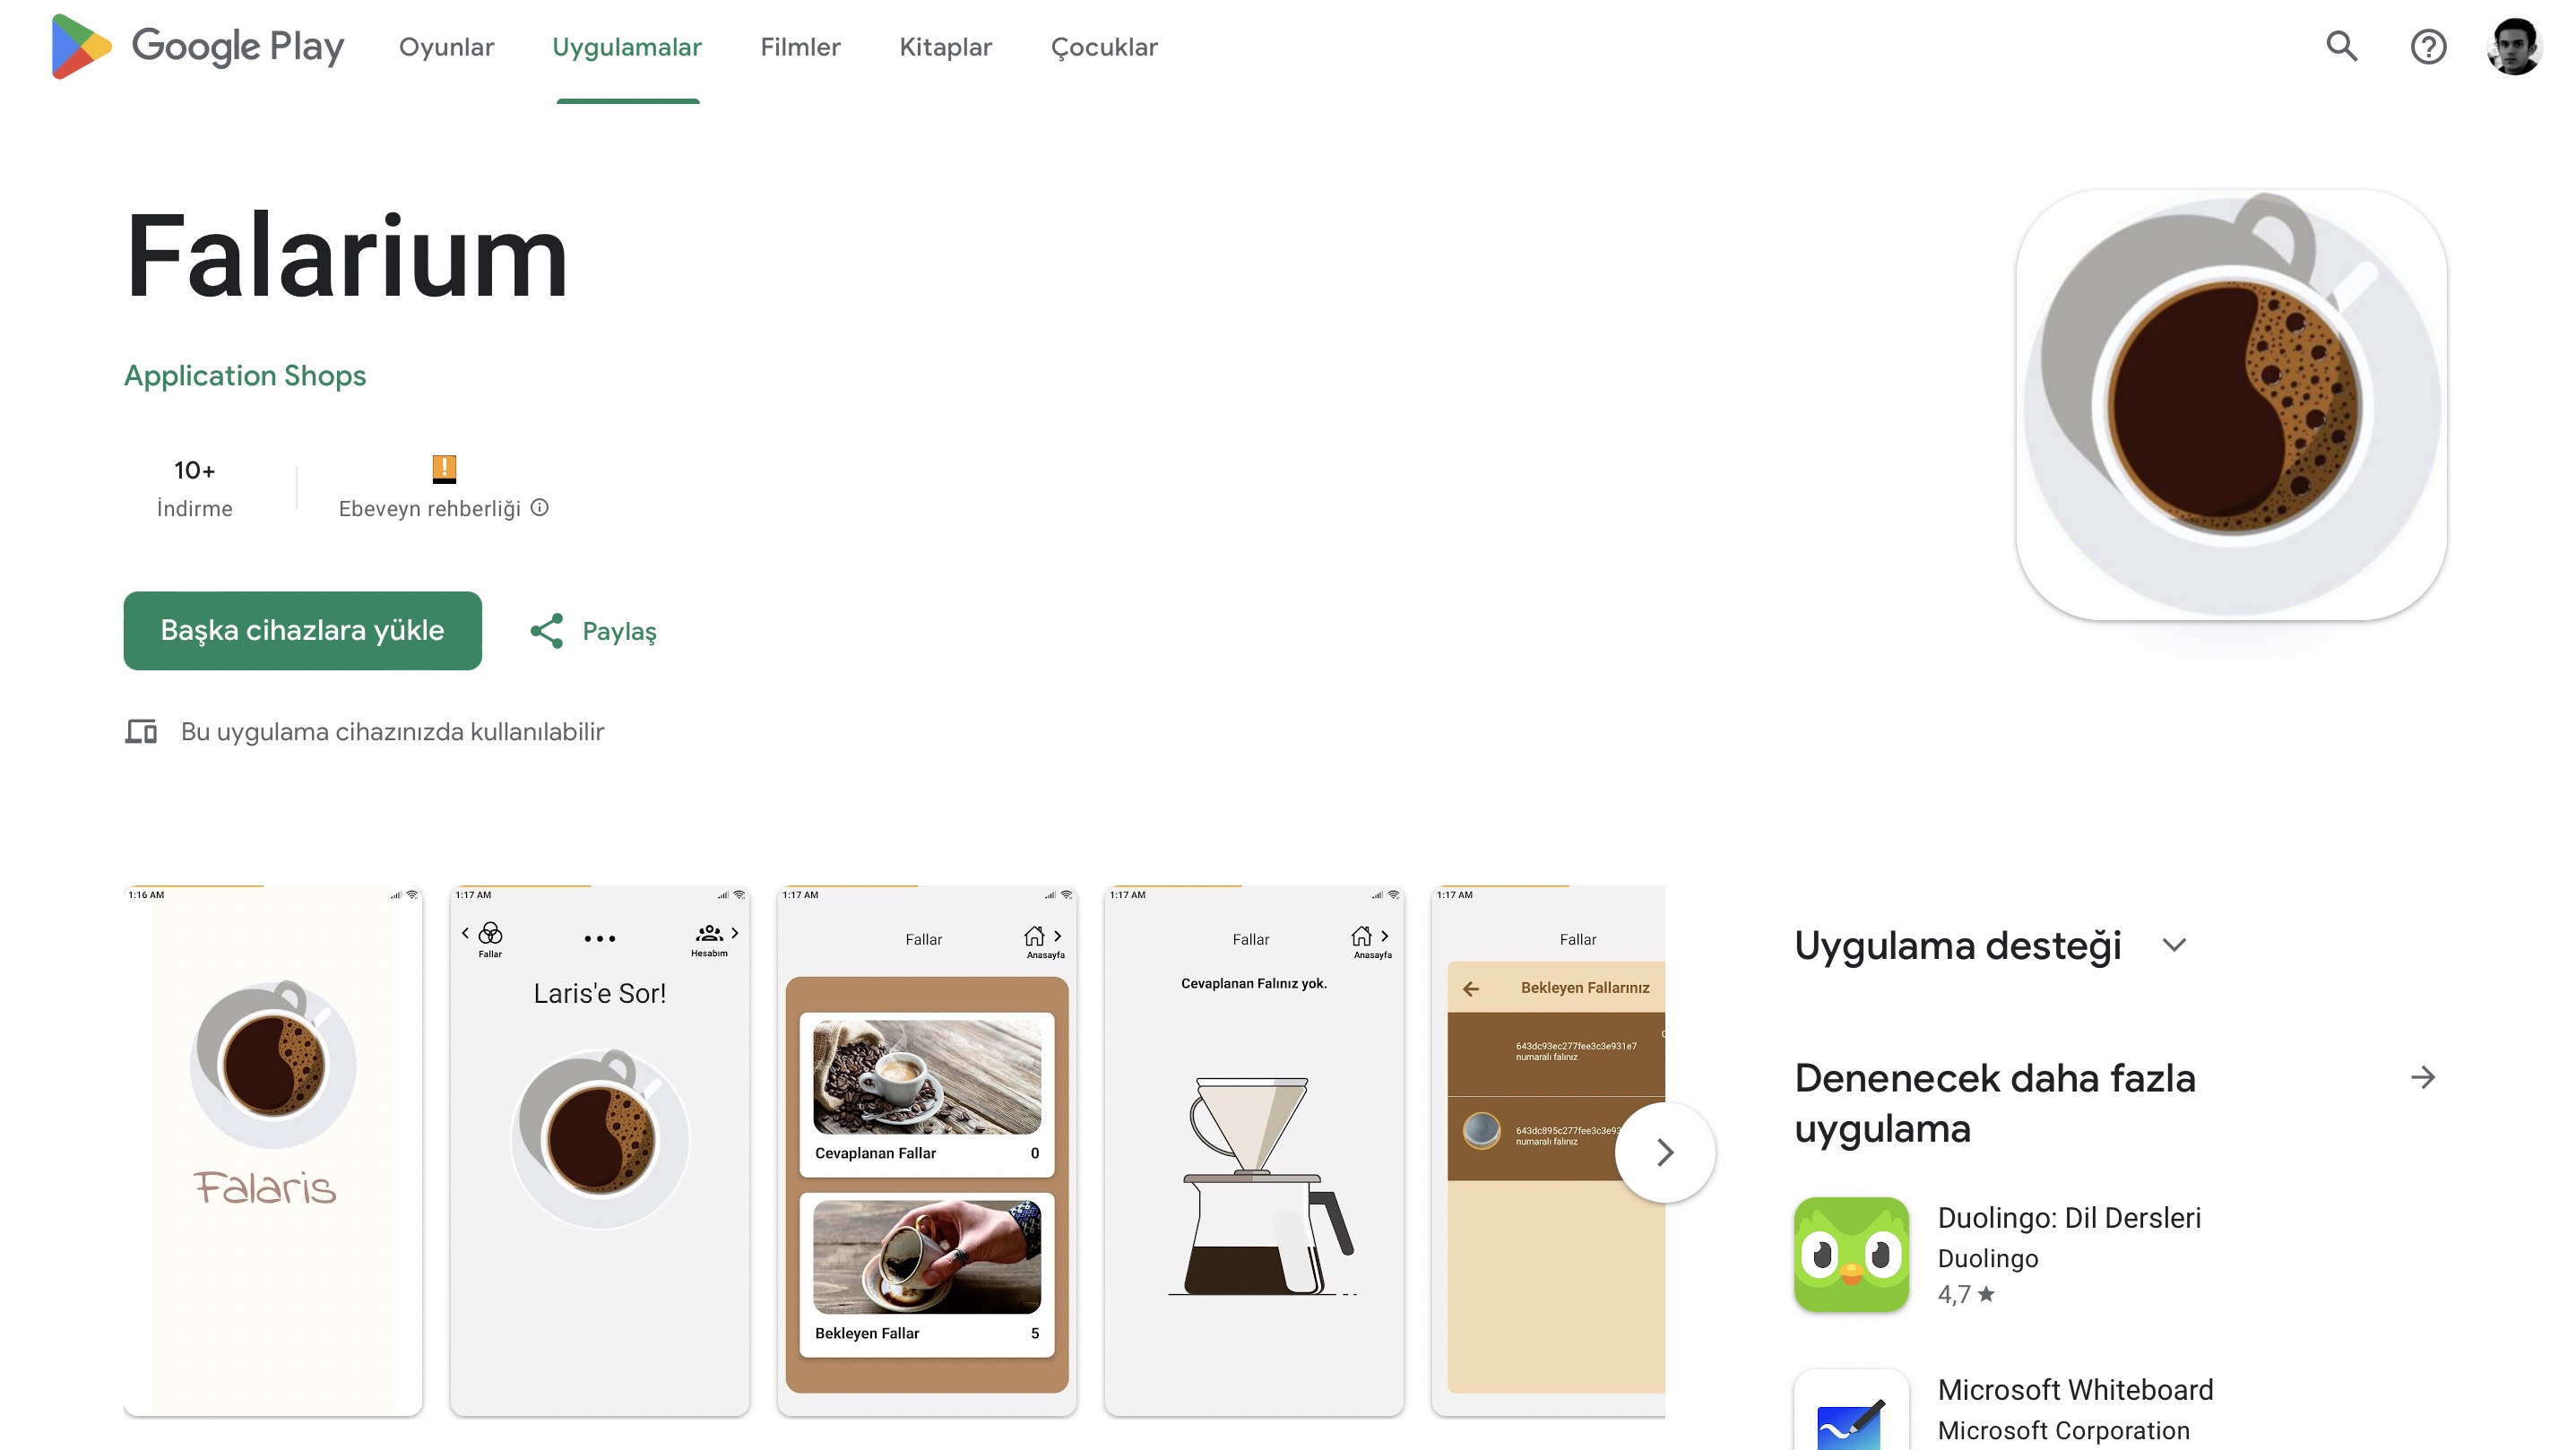 Google Play
Oyunlar
Uygulamalar
Filmler
Kitaplar
Çocuklar
Falarium
Application Shops
10+
İndirme
Ebeveyn rehberliği
Başka cihazlara yükle
Paylaş
Bu uygulama cihazınızda kullanılabilir
1:16 AM
Falaris
1:17 AM
Fallar
Hesabım
Laris'e Sor!
1:17 AM
Fallar
Anasayfa
Cevaplanan Fallar 0
Bekleyen Fallar 5
1:17 AM
Fallar
Anasayfa
Cevaplanan Falınız yok.
1:17 AM
Fallar
Bekleyen Fallarınız
643dc93ec277fee3c3e931e7
numaralı falınız
643dc895c277fee3c3e93
numaralı falınız
Uygulama desteği
Denenecek daha fazla
uygulama
Duolingo: Dil Dersleri
Duolingo
4,7 ★
Microsoft Whiteboard
Microsoft Corporation